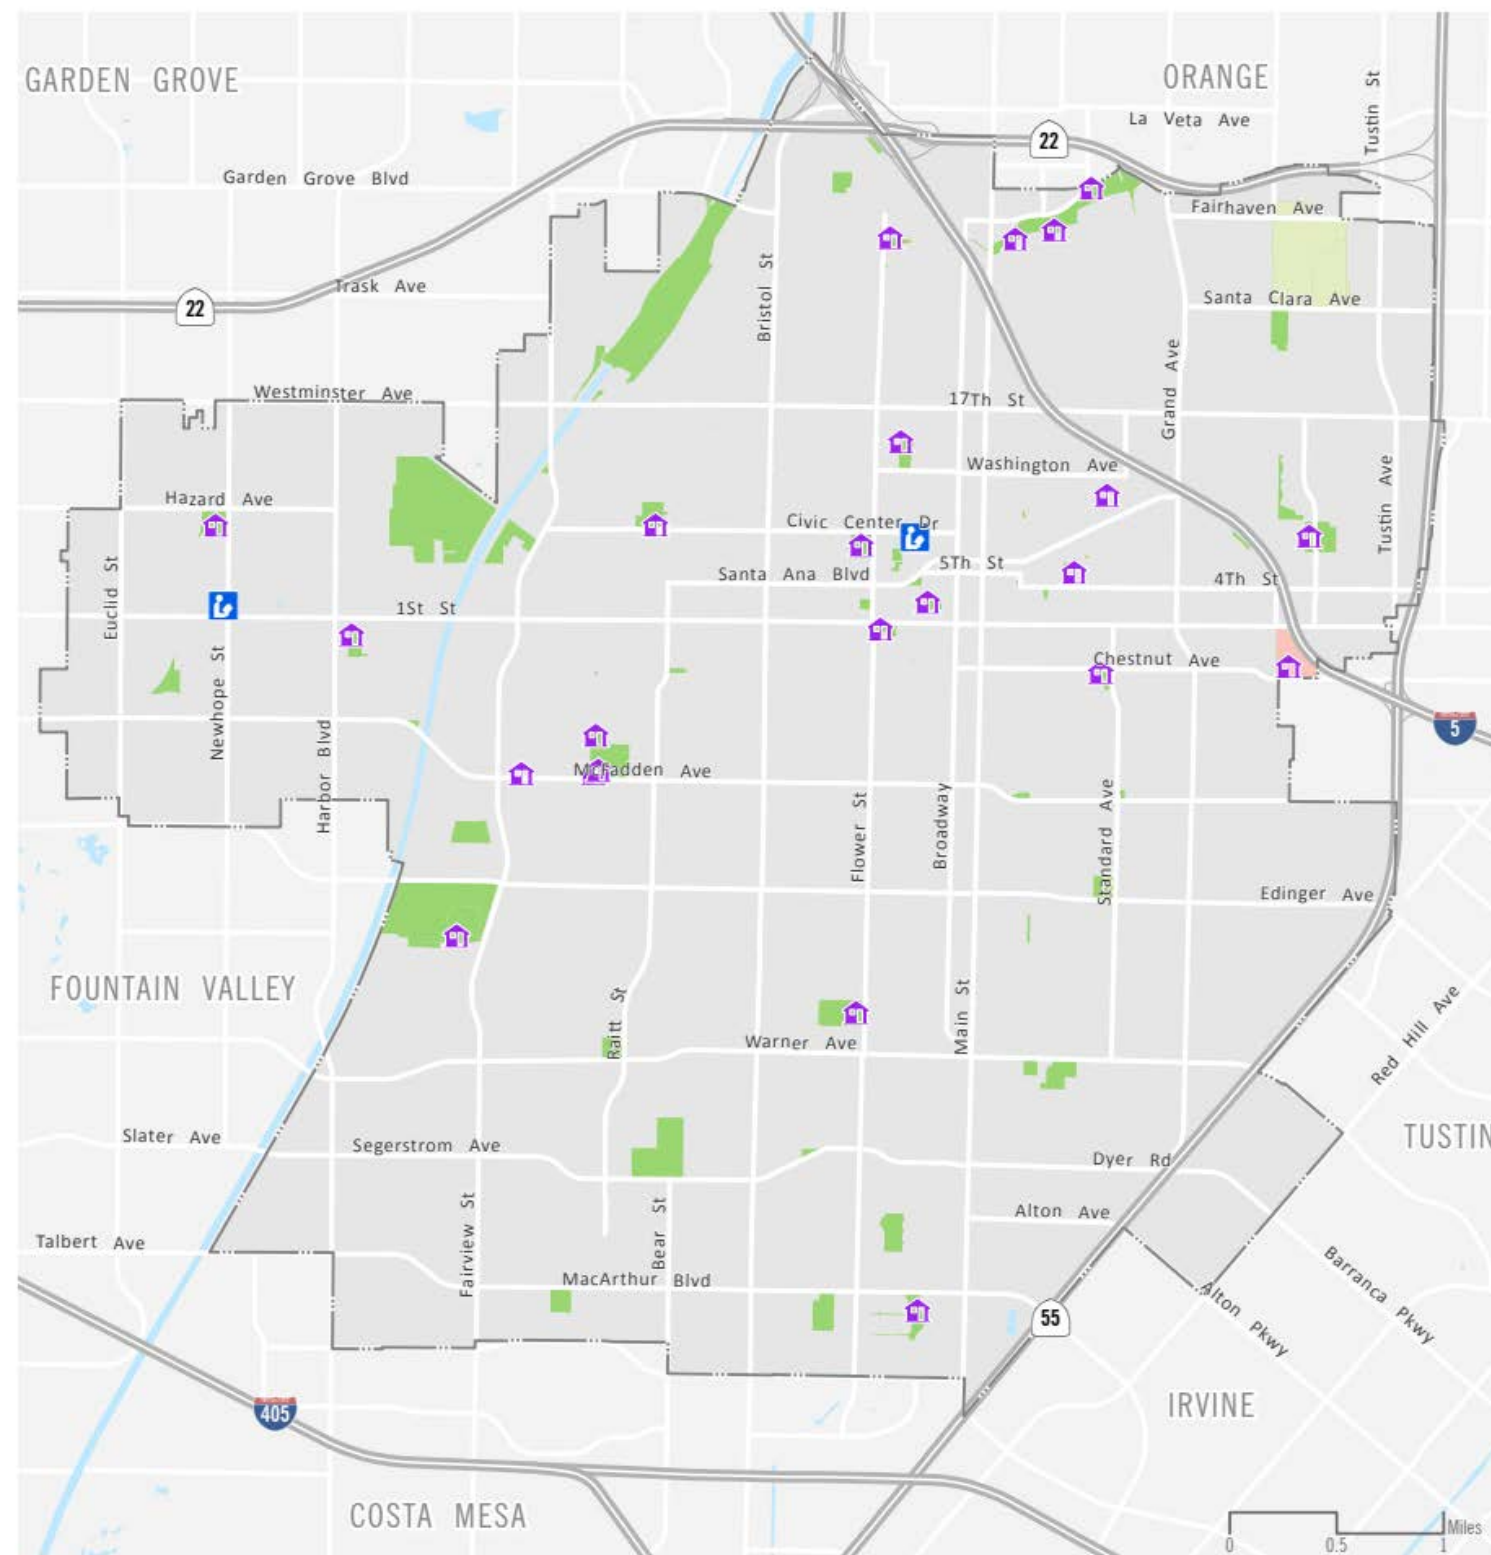 GARDEN GROVE
ORANGE
Tustin St
La Veta Ave
22
Garden Grove Blvd
Fairhaven Ave
Trask Ave
22
Bristol St
Santa Clara Ave
Grand Ave
Westminster Ave
17Th St
Washington Ave
Tustin Ave
Hazard Ave
Civic Center Dr
5Th St
Santa Ana Blvd
4Th St
Euclid St
1St St
Newhope St
Chestnut Ave
5
Harbor Blvd
McFadden Ave
Flower St
Broadway
Standard Ave
Edinger Ave
FOUNTAIN VALLEY
Raitt St
Main St
Red Hill Ave
Warner Ave
Slater Ave
Segerstrom Ave
TUSTIN
Dyer Rd
Fairview St
Bear St
Alton Ave
Talbert Ave
MacArthur Blvd
Barranca Pkwy
Alton Pkwy
55
405
IRVINE
COSTA MESA
Miles
0 0.5 1